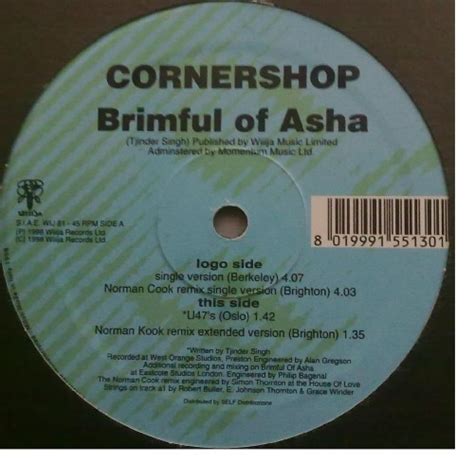 CORNERSHOP
Brimful of Asha
(Tjinder Singh) Published by Wiiija Music Limited
Adminstered by Momentum Music Ltd.
WIIIJA
S.I.A.E. WIJ 81 - 45 RPM SIDE A
(P) 1998 Wiiija Records Ltd.
(C) 1998 Wiiija Records Ltd.
8 019991 551301
logo side
single version (Berkeley) 4.07
Norman Cook remix single version (Brighton) 4.03
this side
*U47's (Oslo) 1.42
Norman Kook remix extended version (Brighton) 1.35
*Written by Tjinder Singh
Recorded at West Orange Studios, Preston Engineered by Alan Gregson
Additional recording and mixing on Brimful Of Asha
at Eastcote Studios London. Engineered by Philip Bagenal
The Norman Cook remix engineered by Simon Thornton at the House Of Love
Strings on track a1 by Robert Buller, E. Johnson Thornton & Grace Winder
Distributed by SELF Distribuzione